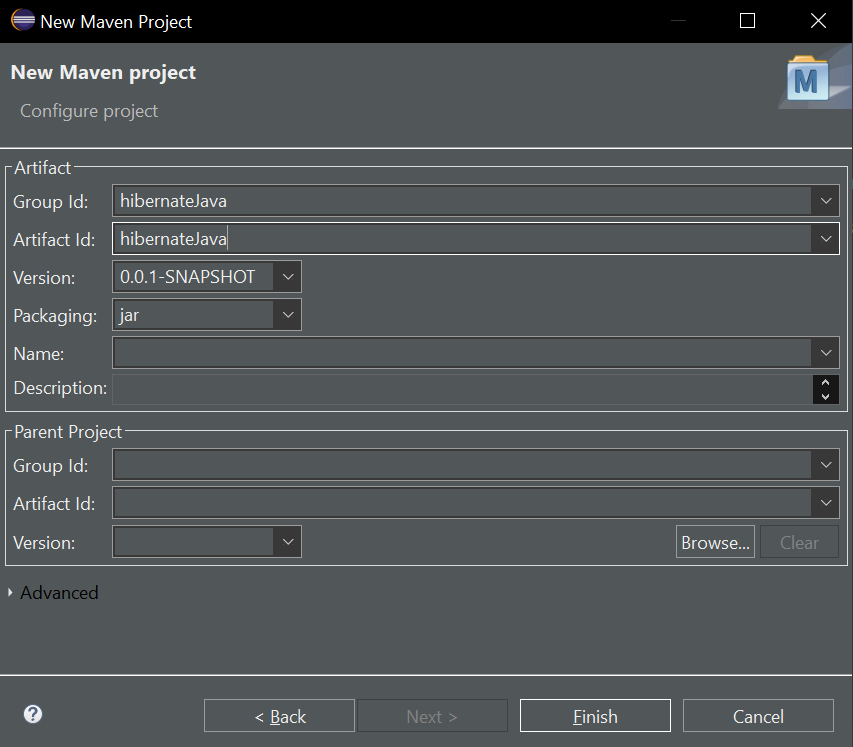 New Maven Project
New Maven project
M
Configure project
Artifact
Group Id: hibernateJava
Artifact Id: hibernateJava
Version: 0.0.1-SNAPSHOT
Packaging: jar
Name:
Description:
Parent Project
Group Id:
Artifact Id:
Version: Browse... Clear
Advanced
? < Back Next > Finish Cancel